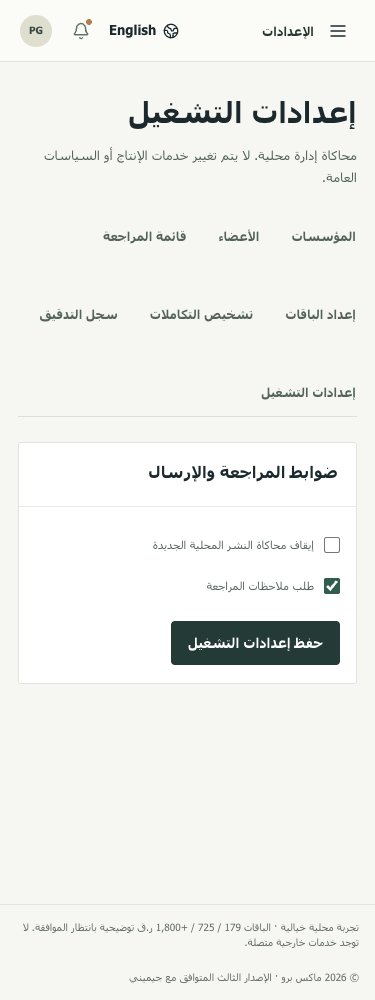 الإعدادات
English
PG
إعدادات التشغيل
محاكاة إدارة محلية. لا يتم تغيير خدمات الإنتاج أو السياسات
العامة.
المؤسسات الأعضاء قائمة المراجعة
إعداد الباقات تشخيص التكاملات سجل التدقيق
إعدادات التشغيل
ضوابط المراجعة والإرسال
إيقاف محاكاة النشر المحلية الجديدة
طلب ملاحظات المراجعة
حفظ إعدادات التشغيل
تجربة محلية خيالية · الباقات 179 / 725 / +1,800 ر.ق توضيحية بانتظار الموافقة. لا
توجد خدمات خارجية متصلة.
© 2026 ماكس برو · الإصدار الثالث المتوافق مع جيميني